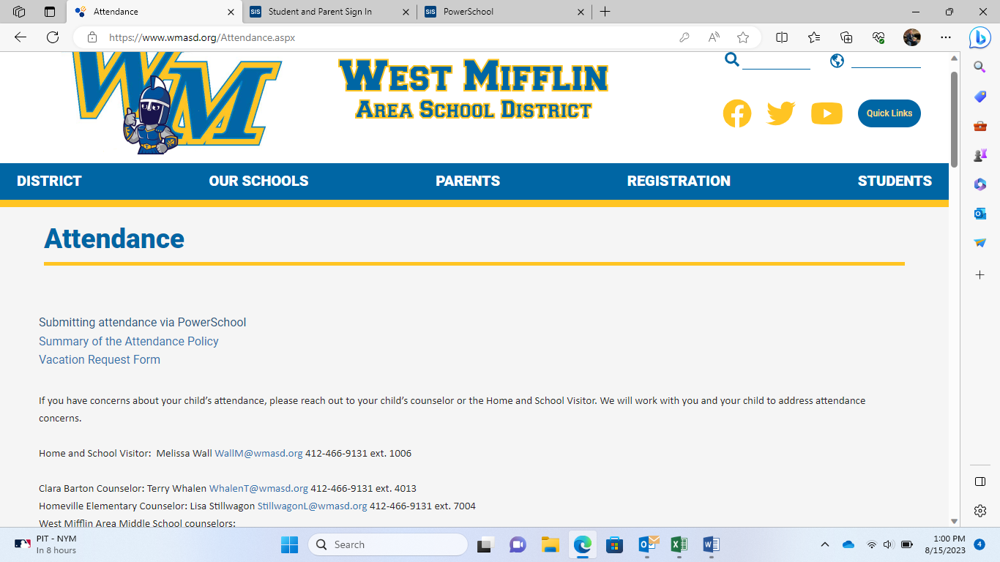 Attendance
SIS Student and Parent Sign In
SIS PowerSchool
https://www.wmasd.org/Attendance.aspx
WM
WEST MIFFLIN
AREA SCHOOL DISTRICT
Quick Links
DISTRICT OUR SCHOOLS PARENTS REGISTRATION STUDENTS
Attendance
Submitting attendance via PowerSchool
Summary of the Attendance Policy
Vacation Request Form
If you have concerns about your child’s attendance, please reach out to your child’s counselor or the Home and School Visitor. We will work with you and your child to address attendance
concerns.
Home and School Visitor: Melissa Wall WallM@wmasd.org 412-466-9131 ext. 1006
Clara Barton Counselor: Terry Whalen WhalenT@wmasd.org 412-466-9131 ext. 4013
Homeville Elementary Counselor: Lisa Stillwagon StillwagonL@wmasd.org 412-466-9131 ext. 7004
West Mifflin Area Middle School counselors:
PIT - NYM
In 8 hours
Search
1:00 PM
8/15/2023
4